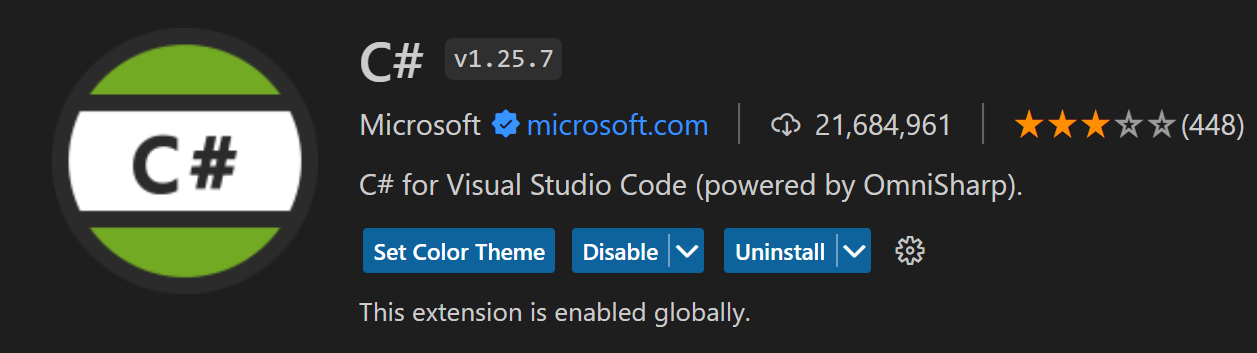 C#
C# v1.25.7
Microsoft microsoft.com 21,684,961 (448)
C# for Visual Studio Code (powered by OmniSharp).
Set Color Theme Disable Uninstall
This extension is enabled globally.